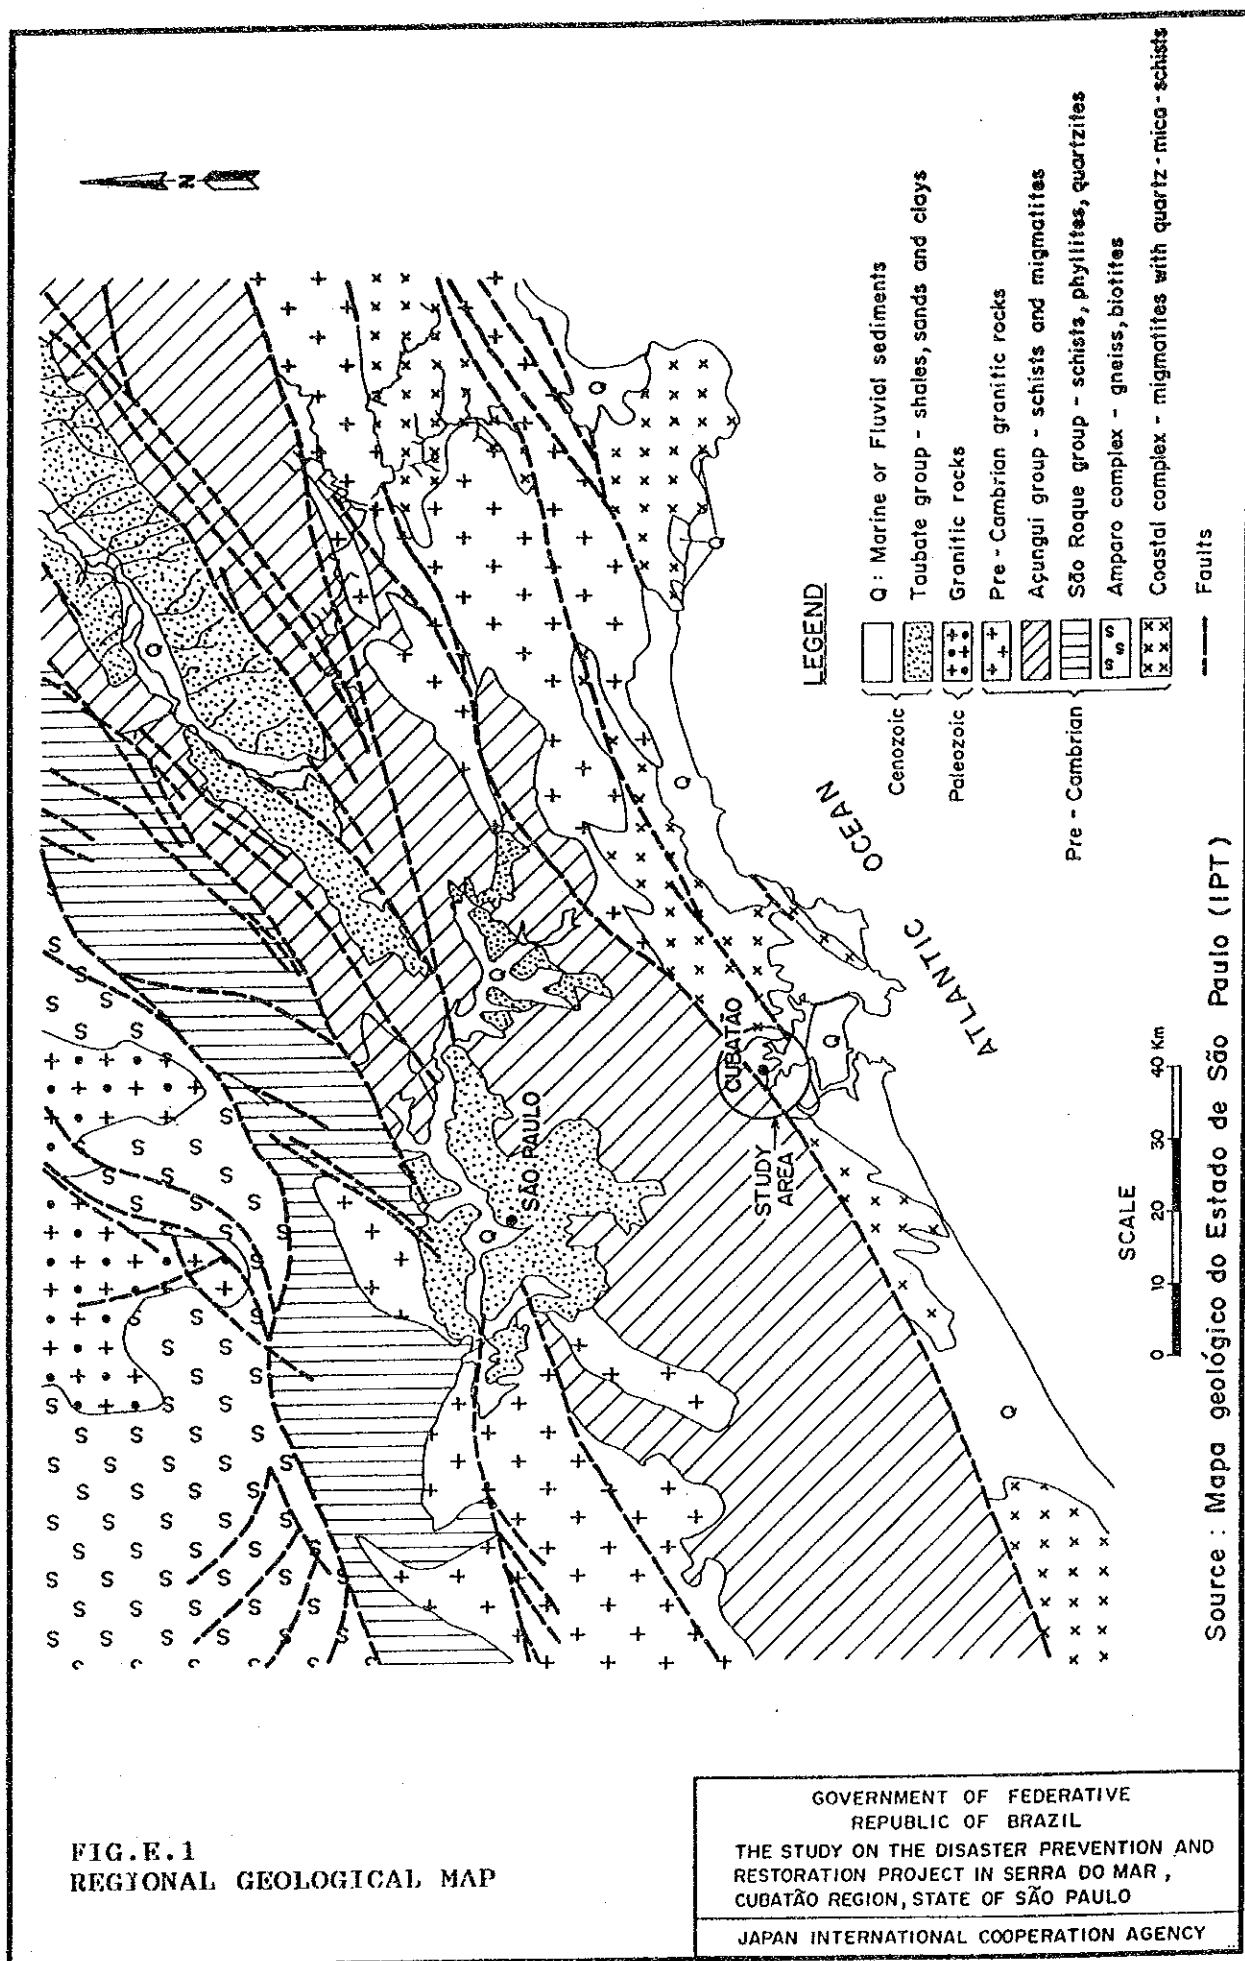 N
SÃO PAULO
Q
Q
Q
CUBATÃO
STUDY
AREA
Q
Q
Q
Q
Q
ATLANTIC OCEAN
SCALE
0 10 20 30 40 Km
LEGEND
Cenozoic
Q : Marine or Fluvial sediments
Taubate group - shales, sands and clays
Paleozoic
Granitic rocks
Pre - Cambrian
Pre - Cambrian granitic rocks
Açungui group - schists and migmatites
São Roque group - schists, phyllites, quartzites
Amparo complex - gneiss, biotites
Coastal complex - migmatites with quartz - mica - schists
Faults
Source : Mapa geológico do Estado de São Paulo (IPT)
FIG.E.1
REGIONAL GEOLOGICAL MAP
GOVERNMENT OF FEDERATIVE
REPUBLIC OF BRAZIL
THE STUDY ON THE DISASTER PREVENTION AND
RESTORATION PROJECT IN SERRA DO MAR ,
CUBATÃO REGION, STATE OF SÃO PAULO
JAPAN INTERNATIONAL COOPERATION AGENCY